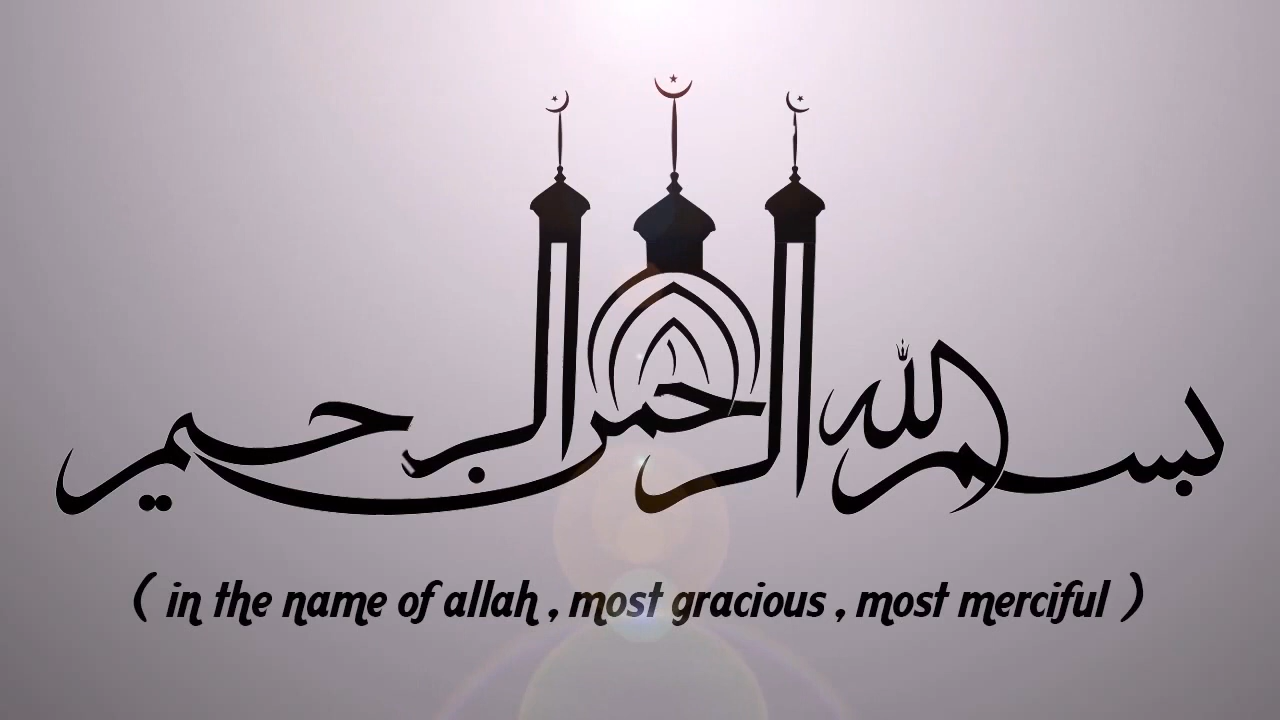 بسم الله الرحمن الرحيم
( in the name of allah , most gracious , most merciful )